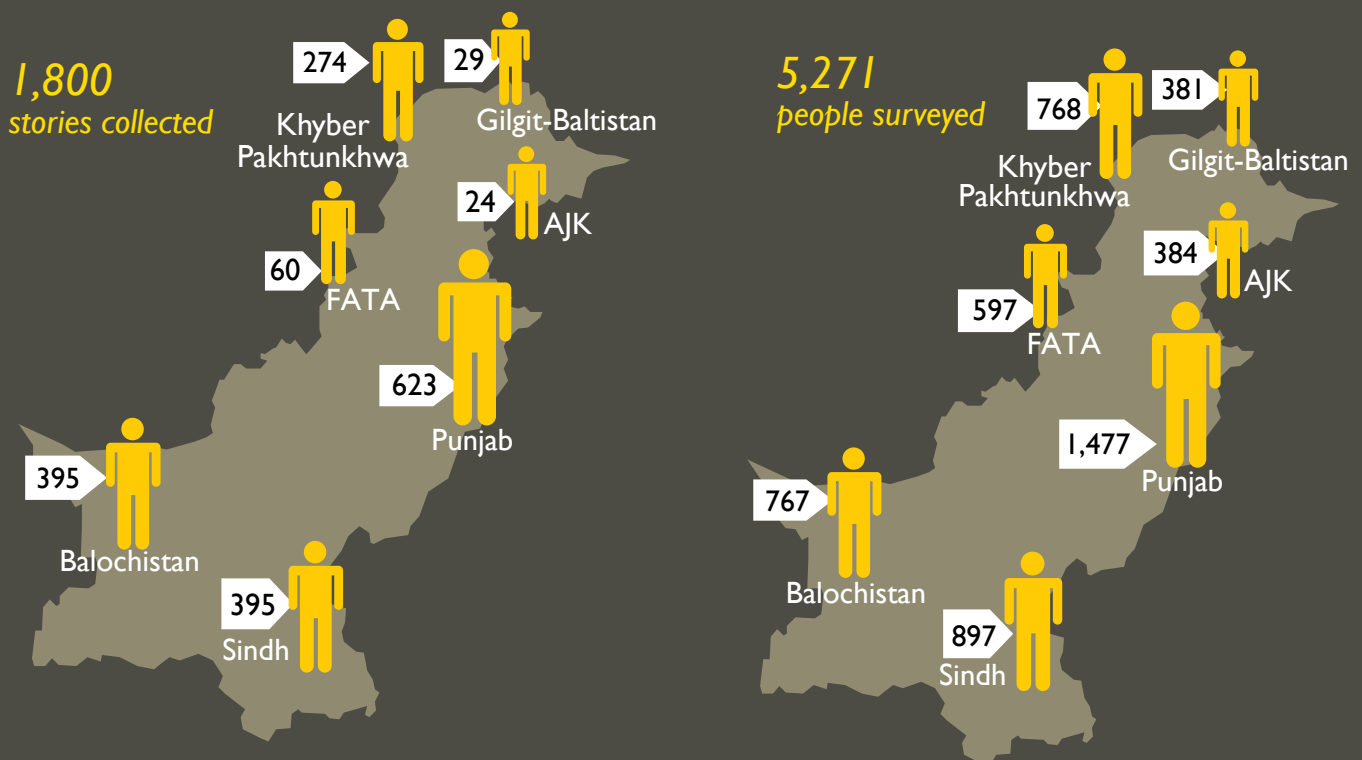 1,800
stories collected
274
Khyber
Pakhtunkhwa
29
Gilgit-Baltistan
24
AJK
60
FATA
623
Punjab
395
Balochistan
395
Sindh
5,271
people surveyed
768
Khyber
Pakhtunkhwa
381
Gilgit-Baltistan
384
AJK
597
FATA
1,477
Punjab
767
Balochistan
897
Sindh